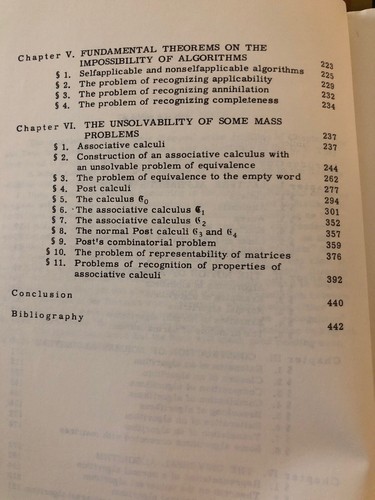 Chapter V. FUNDAMENTAL THEOREMS ON THE
IMPOSSIBILITY OF ALGORITHMS 223
§ 1. Selfapplicable and nonselfapplicable algorithms 225
§ 2. The problem of recognizing applicability 229
§ 3. The problem of recognizing annihilation 232
§ 4. The problem of recognizing completeness 234
Chapter VI. THE UNSOLVABILITY OF SOME MASS
PROBLEMS 237
§ 1. Associative calculi 237
§ 2. Construction of an associative calculus with
an unsolvable problem of equivalence 244
§ 3. The problem of equivalence to the empty word 262
§ 4. Post calculi 277
§ 5. The calculus 𝔊₀ 294
§ 6. The associative calculus 𝕮₁ 301
§ 7. The associative calculus 𝔊₂ 352
§ 8. The normal Post calculi 𝔊₃ and 𝔊₄ 357
§ 9. Post's combinatorial problem 359
§ 10. The problem of representability of matrices 376
§ 11. Problems of recognition of properties of
associative calculi 392
Conclusion 440
Bibliography 442